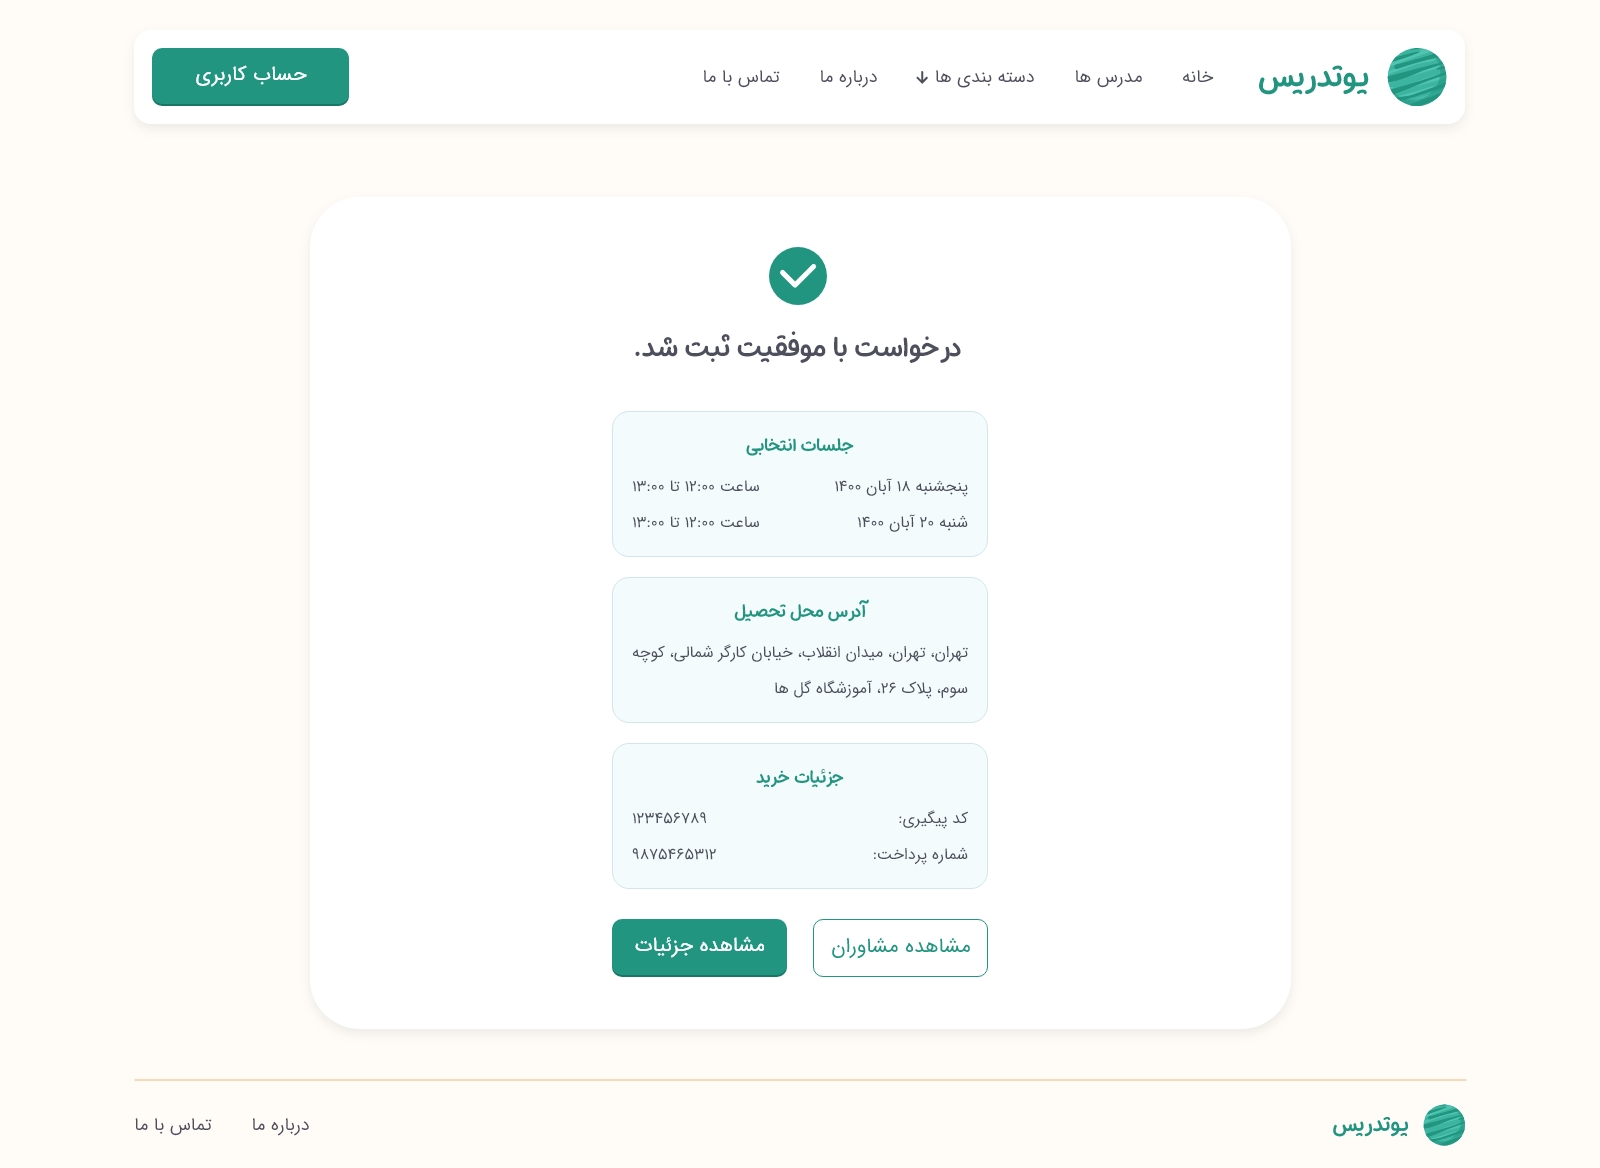 یوتدریس
خانه
مدرس ها
دسته بندی ها
درباره ما
تماس با ما
حساب کاربری
درخواست با موفقیت ثبت شد.
جلسات انتخابی
پنجشنبه ۱۸ آبان ۱۴۰۰ ساعت ۱۲:۰۰ تا ۱۳:۰۰
شنبه ۲۰ آبان ۱۴۰۰ ساعت ۱۲:۰۰ تا ۱۳:۰۰
آدرس محل تحصیل
تهران، تهران، میدان انقلاب، خیابان کارگر شمالی، کوچه
سوم، پلاک ۲۶، آموزشگاه گل ها
جزئیات خرید
کد پیگیری: ۱۲۳۴۵۶۷۸۹
شماره پرداخت: ۹۸۷۵۴۶۵۳۱۲
مشاهده مشاوران
مشاهده جزئیات
یوتدریس
درباره ما
تماس با ما